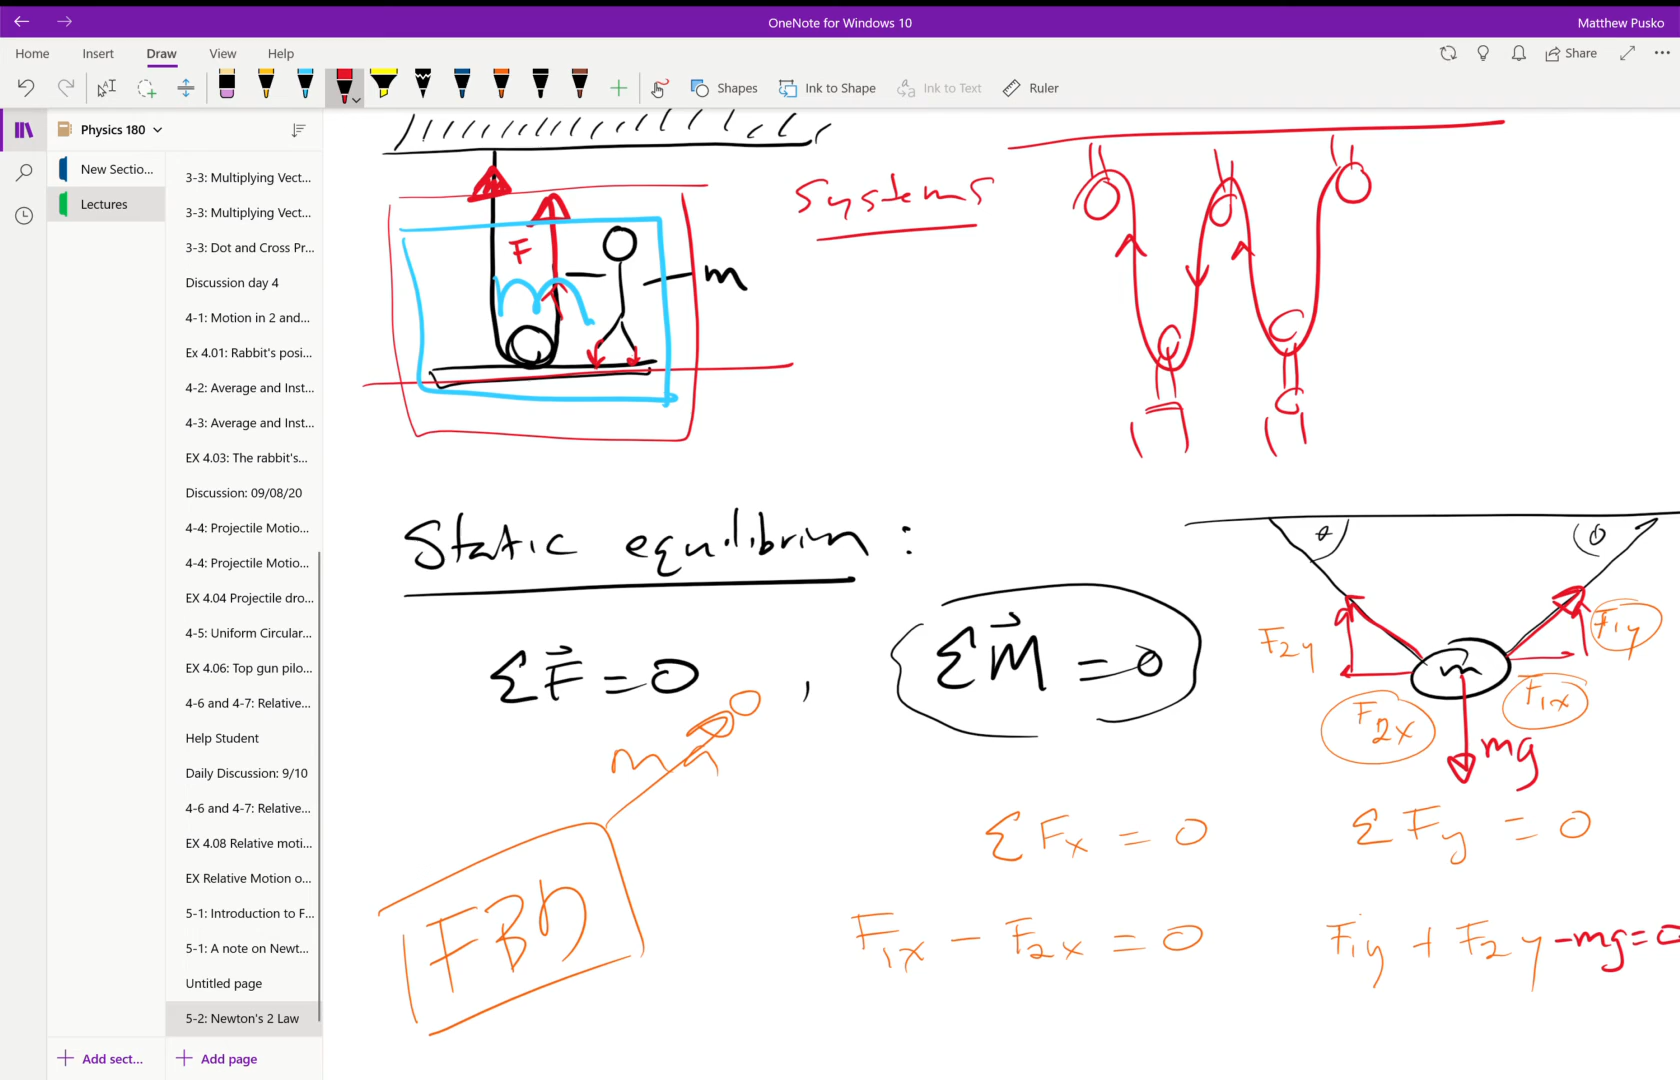 OneNote for Windows 10
Matthew Pusko
Home Insert Draw View Help
Share
Shapes Ink to Shape Ink to Text Ruler
Physics 180
New Sectio...
Lectures
3-3: Multiplying Vect...
3-3: Multiplying Vect...
3-3: Dot and Cross Pr...
Discussion day 4
4-1: Motion in 2 and...
Ex 4.01: Rabbit's posi...
4-2: Average and Inst...
4-3: Average and Inst...
EX 4.03: The rabbit's...
Discussion: 09/08/20
4-4: Projectile Motio...
4-4: Projectile Motio...
EX 4.04 Projectile dro...
4-5: Uniform Circular...
EX 4.06: Top gun pilo...
4-6 and 4-7: Relative...
Help Student
Daily Discussion: 9/10
4-6 and 4-7: Relative...
EX 4.08 Relative moti...
EX Relative Motion o...
5-1: Introduction to F...
5-1: A note on Newt...
Untitled page
5-2: Newton's 2 Law
Add sect...
Add page
F
m
m
Systems
Static equilibrim :
ΣF⃗ = 0 , ΣM⃗ = 0
ma 0
FBD
θ
F2y
F1y
m
F2x
F1x
mg
ΣFx = 0
ΣFy = 0
F1x - F2x = 0
F1y + F2y - mg = 0